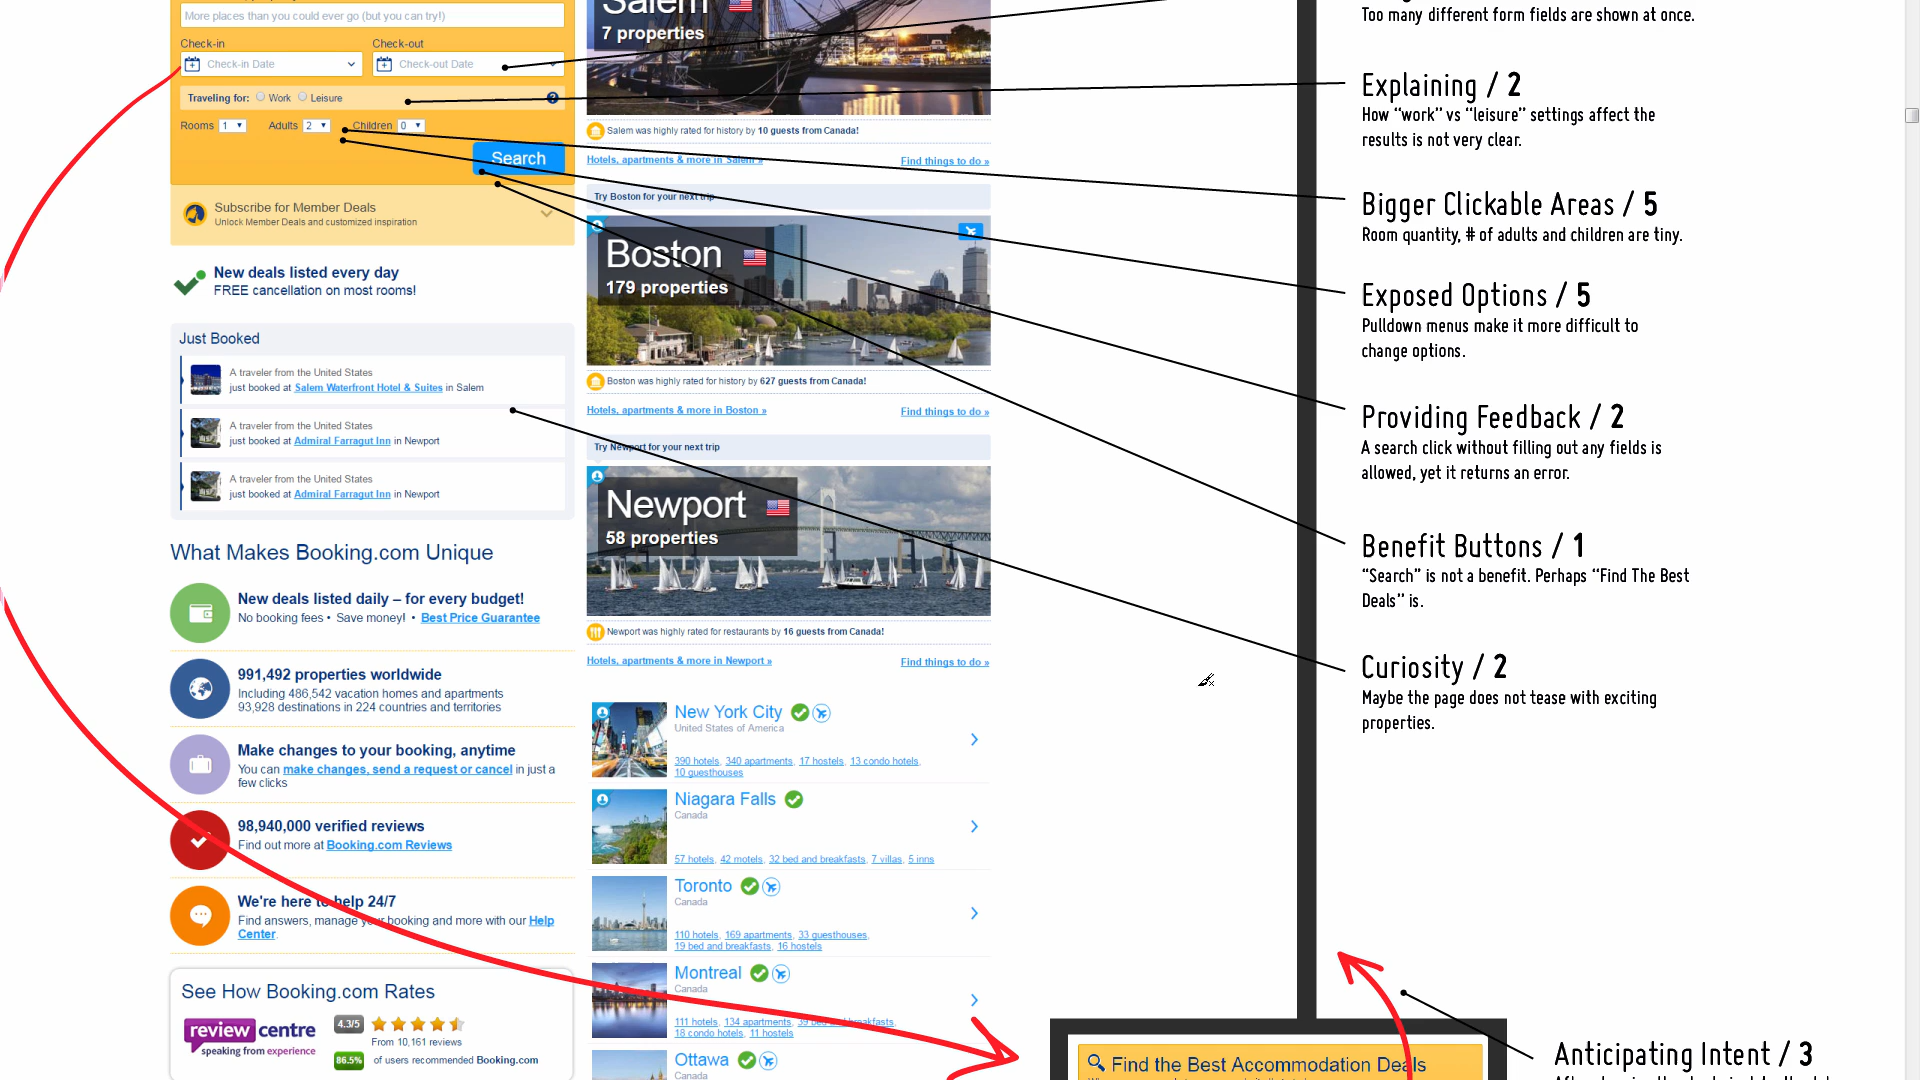 More places than you could ever go (but you can try!)
Check-in
Check-out
Check-in Date
Check-out Date
Traveling for:
Work
Leisure
Rooms
1
Adults
2
Children
0
Search
Subscribe for Member Deals
Unlock Member Deals and customized inspiration
New deals listed every day
FREE cancellation on most rooms!
Just Booked
A traveler from the United States
just booked at Salem Waterfront Hotel & Suites in Salem
A traveler from the United States
just booked at Admiral Farragut Inn in Newport
A traveler from the United States
just booked at Admiral Farragut Inn in Newport
What Makes Booking.com Unique
New deals listed daily – for every budget!
No booking fees • Save money! • Best Price Guarantee
991,492 properties worldwide
Including 486,542 vacation homes and apartments
93,928 destinations in 224 countries and territories
Make changes to your booking, anytime
You can make changes, send a request or cancel in just a
few clicks
98,940,000 verified reviews
Find out more at Booking.com Reviews
We're here to help 24/7
Find answers, manage your booking and more with our Help
Center.
See How Booking.com Rates
review centre
speaking from experience
4.3/5
From 10,161 reviews
86.5%
of users recommended Booking.com
Salem
7 properties
Salem was highly rated for history by 10 guests from Canada!
Hotels, apartments & more in Salem »
Find things to do »
Try Boston for your next trip
Boston
179 properties
Boston was highly rated for history by 627 guests from Canada!
Hotels, apartments & more in Boston »
Find things to do »
Try Newport for your next trip
Newport
58 properties
Newport was highly rated for restaurants by 16 guests from Canada!
Hotels, apartments & more in Newport »
Find things to do »
New York City
United States of America
390 hotels, 340 apartments, 17 hostels, 13 condo hotels,
10 guesthouses
Niagara Falls
Canada
57 hotels, 42 motels, 32 bed and breakfasts, 7 villas, 5 inns
Toronto
Canada
110 hotels, 169 apartments, 33 guesthouses,
19 bed and breakfasts, 16 hostels
Montreal
Canada
111 hotels, 134 apartments, 39 bed and breakfasts,
18 condo hotels, 11 hostels
Ottawa
Canada
Too many different form fields are shown at once.
Explaining / 2
How “work” vs “leisure” settings affect the
results is not very clear.
Bigger Clickable Areas / 5
Room quantity, # of adults and children are tiny.
Exposed Options / 5
Pulldown menus make it more difficult to
change options.
Providing Feedback / 2
A search click without filling out any fields is
allowed, yet it returns an error.
Benefit Buttons / 1
“Search” is not a benefit. Perhaps “Find The Best
Deals” is.
Curiosity / 2
Maybe the page does not tease with exciting
properties.
Find the Best Accommodation Deals
Anticipating Intent / 3